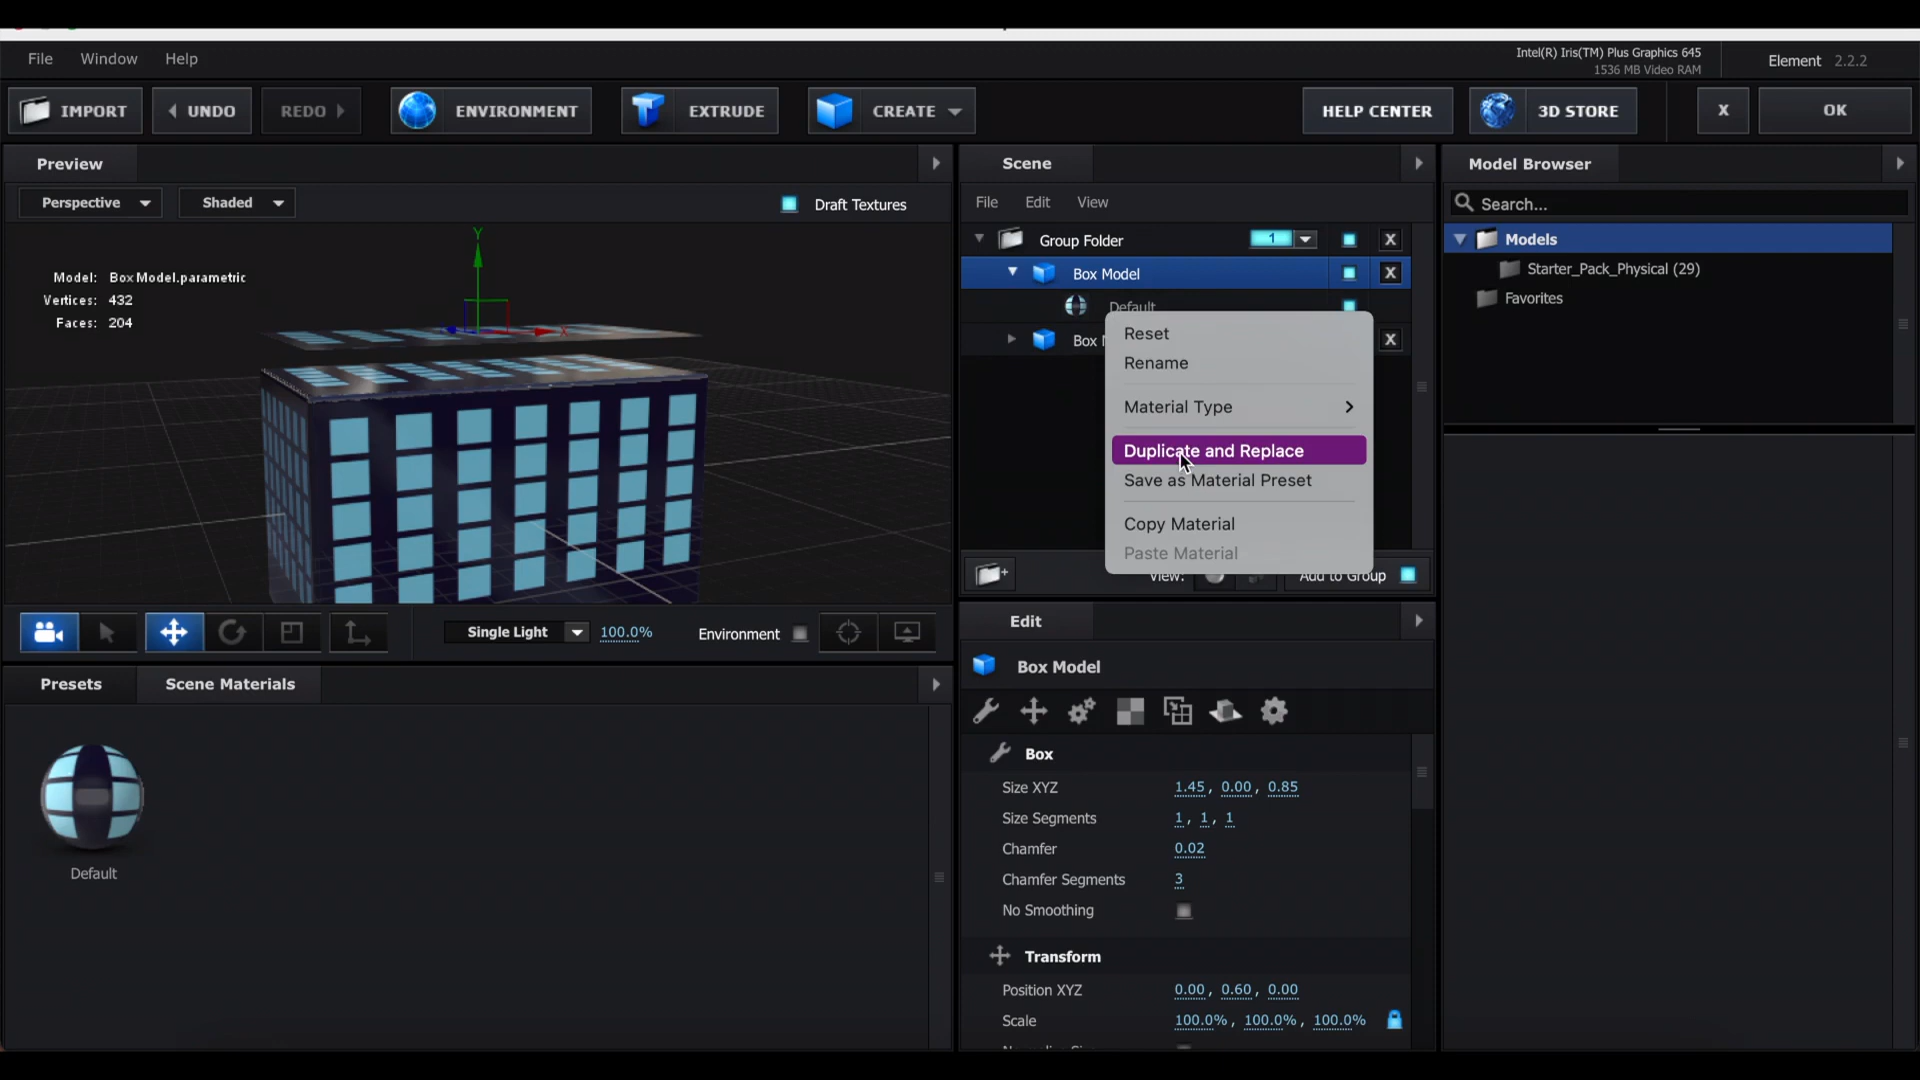 File Window Help
Intel(R) Iris(TM) Plus Graphics 645
1536 MB Video RAM
Element 2.2.2
IMPORT UNDO REDO ENVIRONMENT EXTRUDE CREATE HELP CENTER 3D STORE X OK
Preview
Perspective Shaded Draft Textures
Model: Box Model.parametric
Vertices: 432
Faces: 204
Y
X
Single Light 100.0% Environment
Presets Scene Materials
Default
Scene
File Edit View
Group Folder 1 X
Box Model X
Default
Box X
Reset
Rename
Material Type
Duplicate and Replace
Save as Material Preset
Copy Material
Paste Material
View: Add to Group
Edit
Box Model
Box
Size XYZ 1.45, 0.00, 0.85
Size Segments 1, 1, 1
Chamfer 0.02
Chamfer Segments 3
No Smoothing
Transform
Position XYZ 0.00, 0.60, 0.00
Scale 100.0%, 100.0%, 100.0%
Model Browser
Search...
Models
Starter_Pack_Physical (29)
Favorites